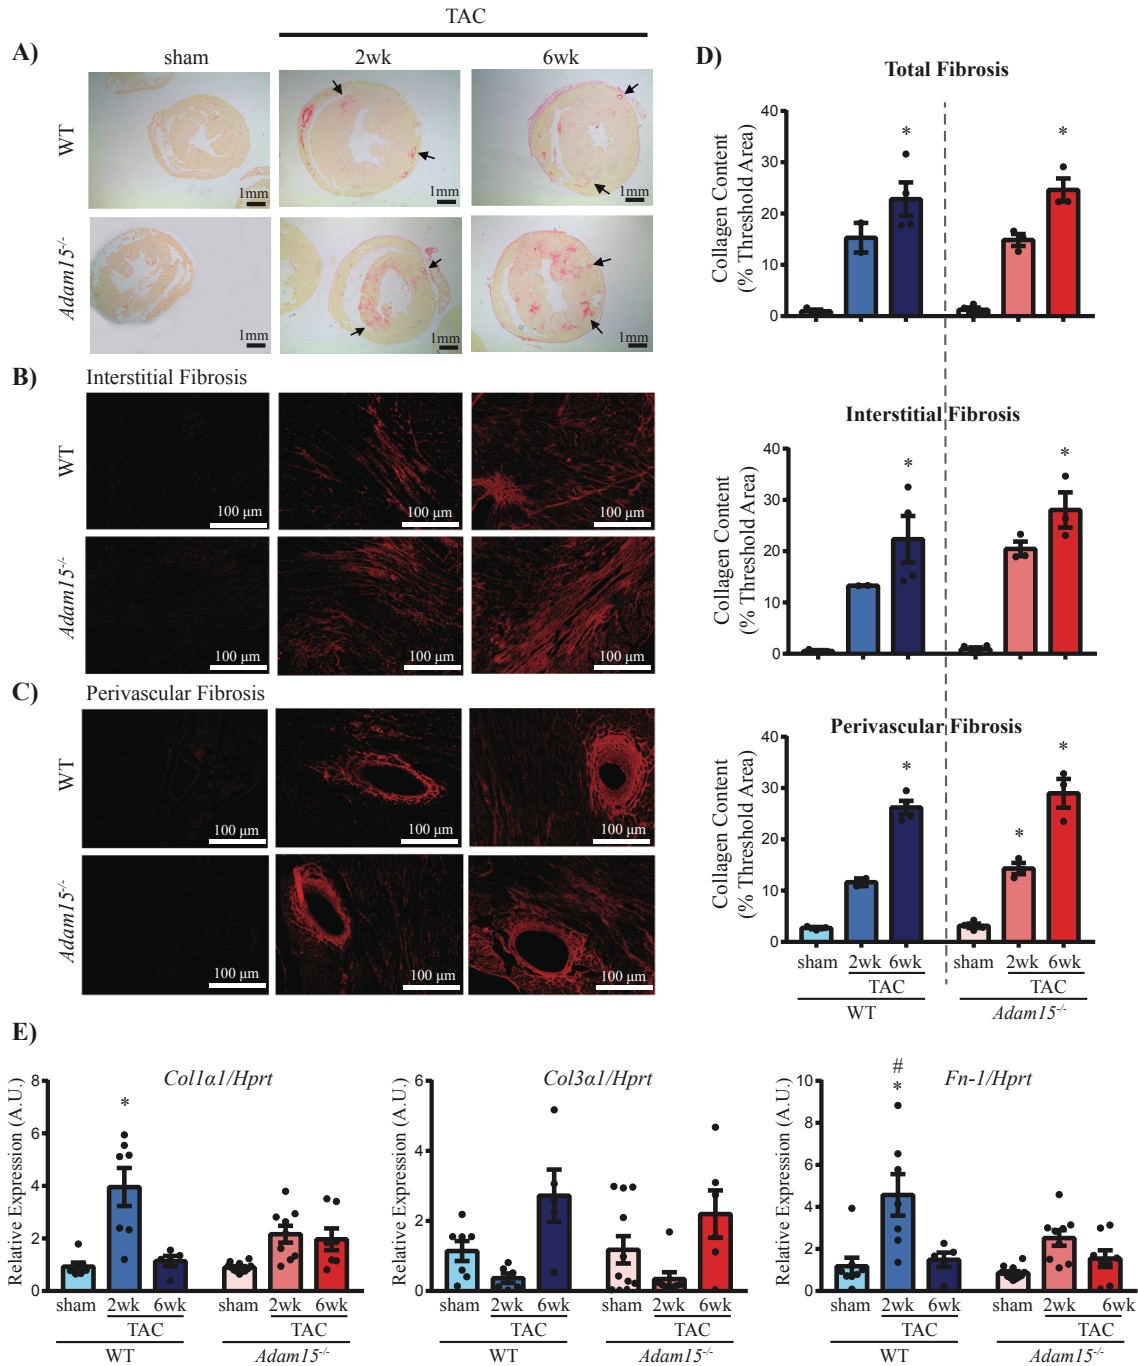 TAC
A)
sham
2wk
6wk
WT
1mm
1mm
1mm
Adam15-/-
1mm
1mm
1mm
B)
Interstitial Fibrosis
WT
100 µm
100 µm
100 µm
Adam15-/-
100 µm
100 µm
100 µm
C)
Perivascular Fibrosis
WT
100 µm
100 µm
100 µm
Adam15-/-
100 µm
100 µm
100 µm
D)
Total Fibrosis
Collagen Content
(% Threshold Area)
40
30
20
10
0
*
*
Interstitial Fibrosis
Collagen Content
(% Threshold Area)
40
30
20
10
0
*
*
Perivascular Fibrosis
Collagen Content
(% Threshold Area)
40
30
20
10
0
*
*
*
sham 2wk 6wk sham 2wk 6wk
TAC TAC
WT Adam15-/-
E)
Col1α1/Hprt
Relative Expression (A.U.)
8
6
4
2
0
*
sham 2wk 6wk sham 2wk 6wk
TAC TAC
WT Adam15-/-
Col3α1/Hprt
Relative Expression (A.U.)
6
4
2
0
sham 2wk 6wk sham 2wk 6wk
TAC TAC
WT Adam15-/-
Fn-1/Hprt
Relative Expression (A.U.)
10
8
6
4
2
0
#
*
sham 2wk 6wk sham 2wk 6wk
TAC TAC
WT Adam15-/-